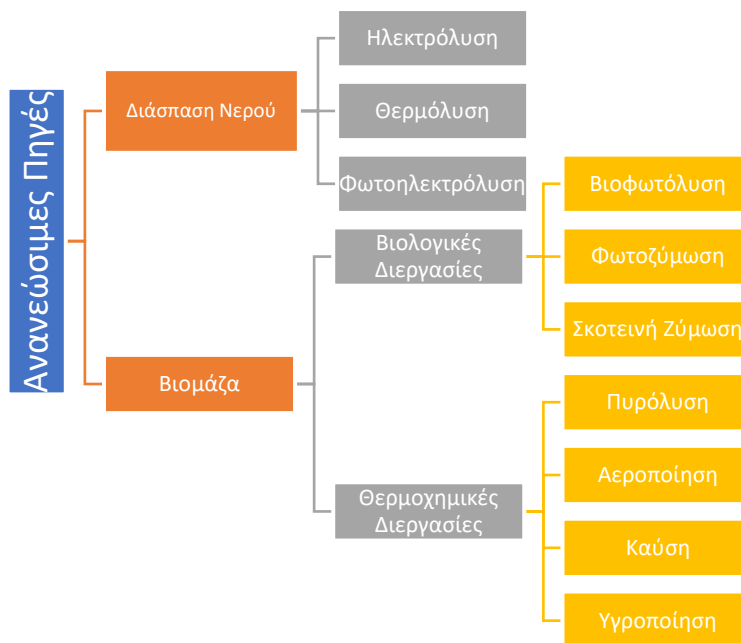 Ανανεώσιμες Πηγές
Διάσπαση Νερού
Ηλεκτρόλυση
Θερμόλυση
Φωτοηλεκτρόλυση
Βιομάζα
Βιολογικές
Διεργασίες
Βιοφωτόλυση
Φωτοζύμωση
Σκοτεινή Ζύμωση
Θερμοχημικές
Διεργασίες
Πυρόλυση
Αεροποίηση
Καύση
Υγροποίηση